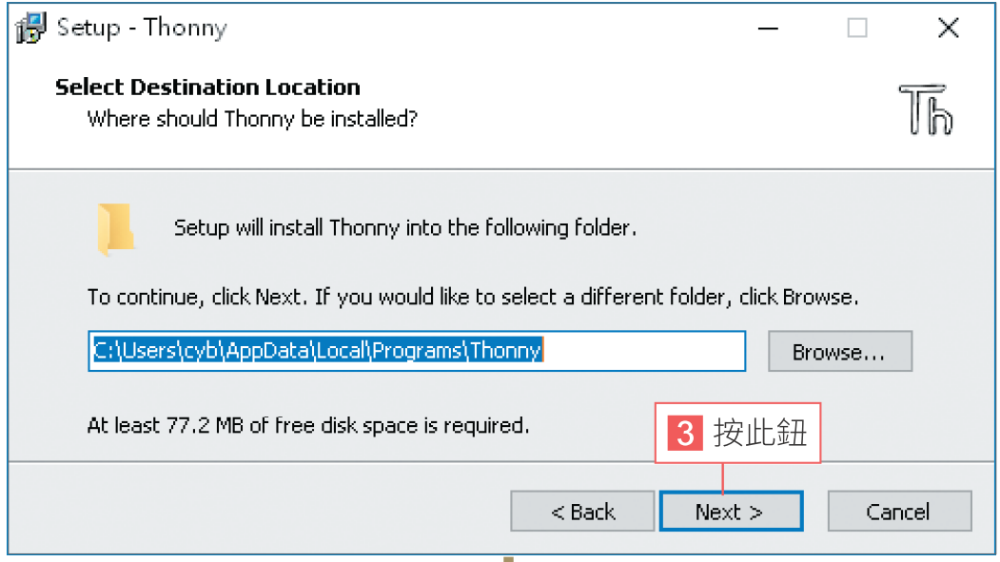 Setup - Thonny
Select Destination Location
Where should Thonny be installed?
Th
Setup will install Thonny into the following folder.
To continue, click Next. If you would like to select a different folder, click Browse.
C:\Users\cyb\AppData\Local\Programs\Thonny
Browse...
At least 77.2 MB of free disk space is required.
3 按此鈕
< Back
Next >
Cancel